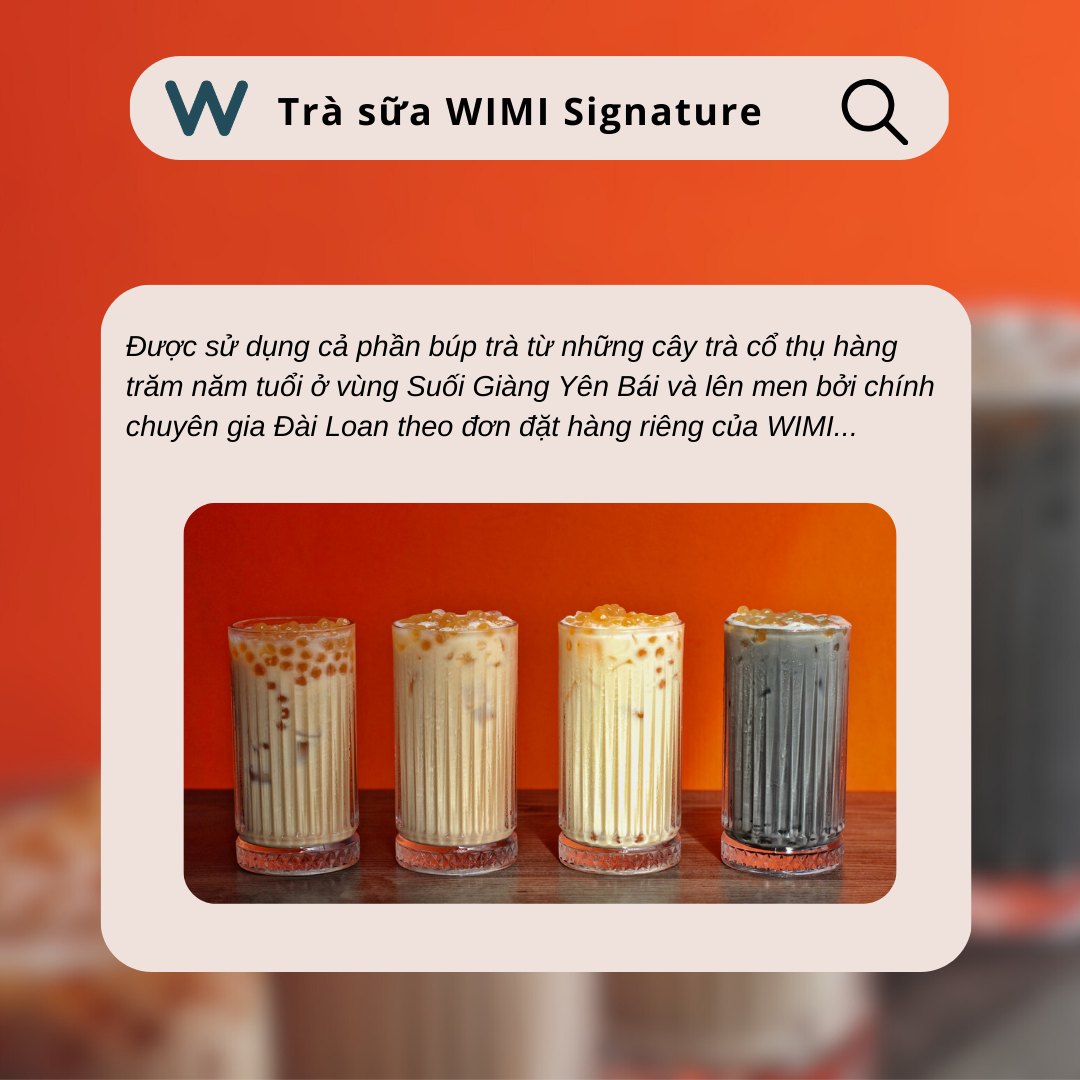 W
Trà sữa WIMI Signature
Được sử dụng cả phần búp trà từ những cây trà cổ thụ hàng
trăm năm tuổi ở vùng Suối Giàng Yên Bái và lên men bởi chính
chuyên gia Đài Loan theo đơn đặt hàng riêng của WIMI...